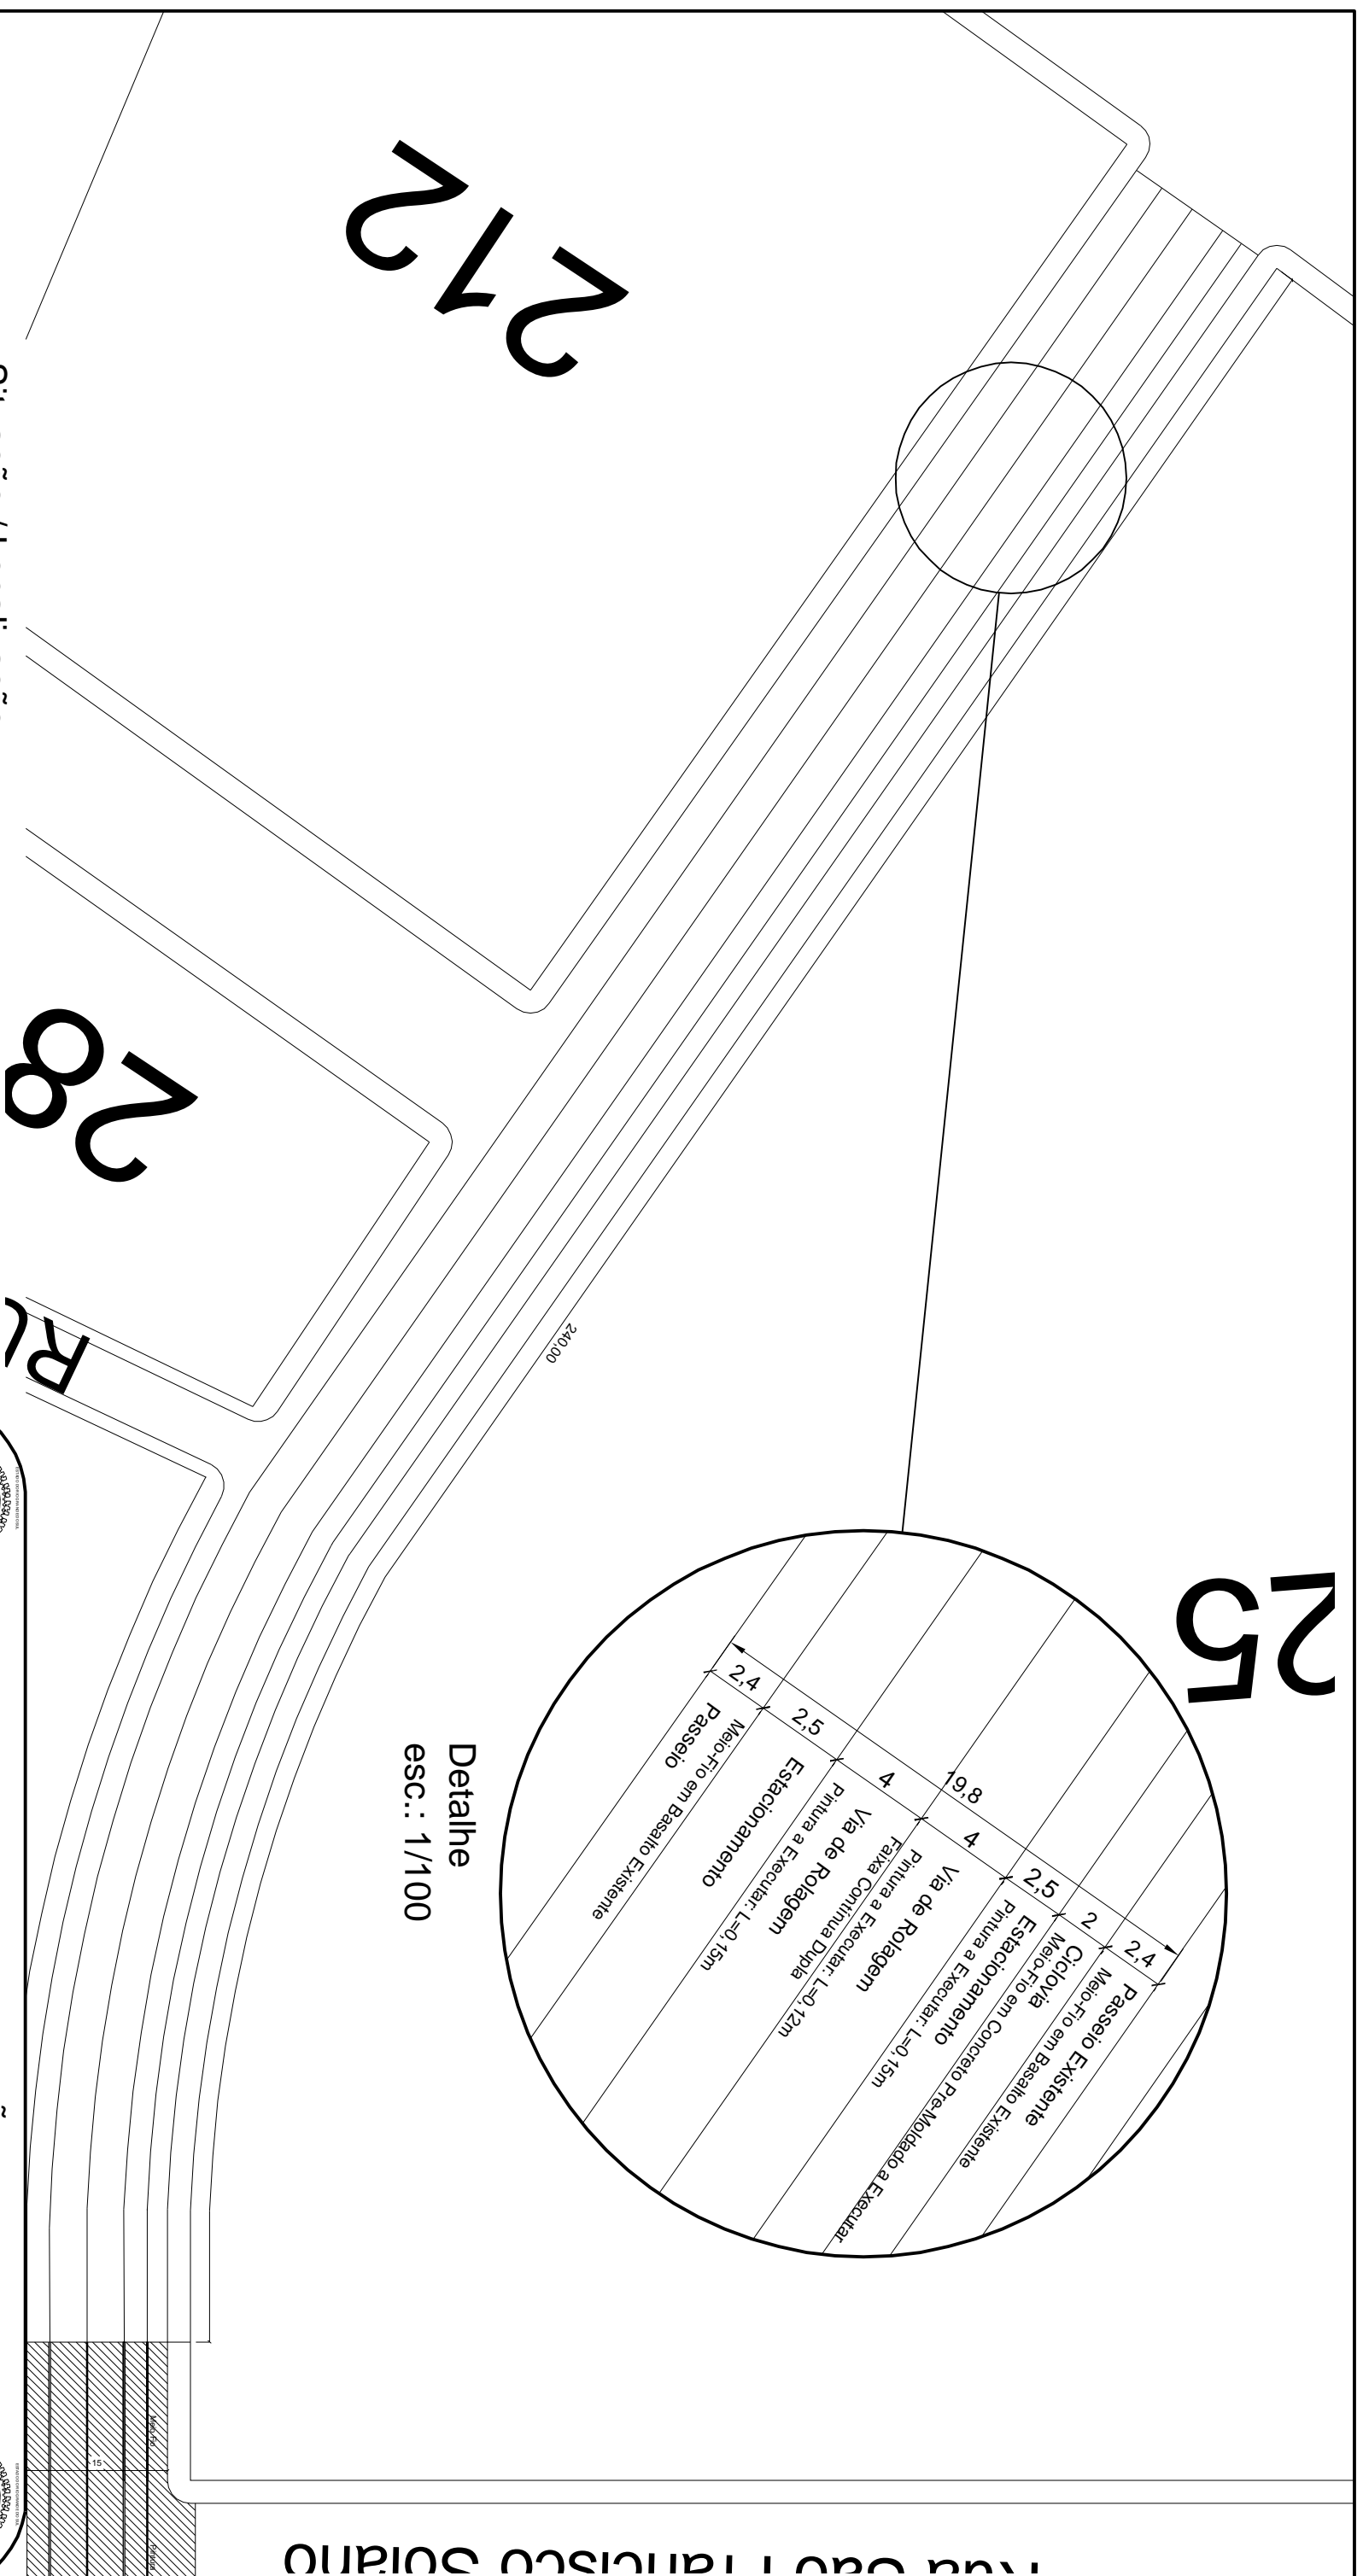 212
28
25
240,00
19,8
2,4
2,5
4
4
2,5
2
2,4
Passeio
Meio-Fio em Basalto Existente
Estacionamento
Pintura a Executar: L=0,15m
Via de Rolagem
Faixa Contínua Dupla
Pintura a Executar: L=0,12m
Via de Rolagem
Pintura a Executar: L=0,15m
Estacionamento
Meio-Fio em Concreto Pre-Moldado a Executar
Ciclovia
Meio-Fio em Basalto Existente
Passeio Existente
Detalhe
esc.: 1/100
15
Rua São Francisco Solano